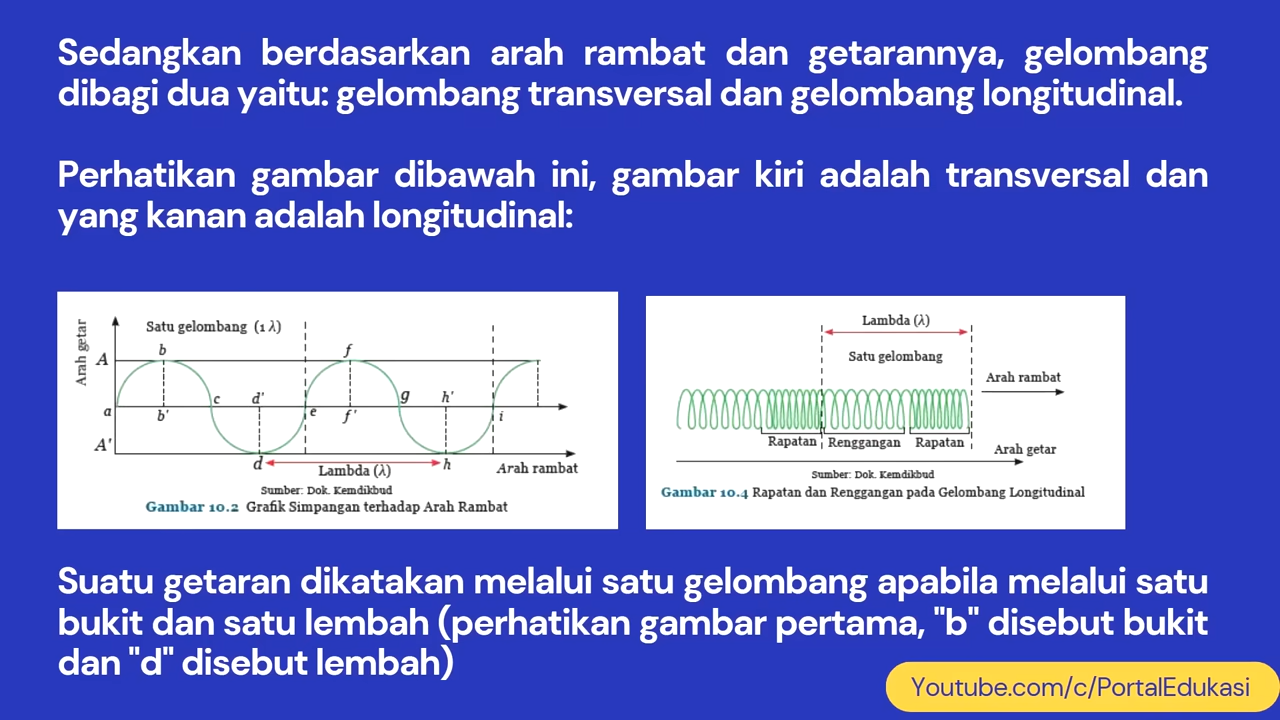 Sedangkan berdasarkan arah rambat dan getarannya, gelombang
dibagi dua yaitu: gelombang transversal dan gelombang longitudinal.
Perhatikan gambar dibawah ini, gambar kiri adalah transversal dan
yang kanan adalah longitudinal:
Arah getar
Satu gelombang (1 λ)
b
f
A
a
b'
c
d'
e
f'
g
h'
i
A'
d
Lambda (λ)
h
Arah rambat
Sumber: Dok. Kemdikbud
Gambar 10.2 Grafik Simpangan terhadap Arah Rambat
Lambda (λ)
Satu gelombang
Arah rambat
Rapatan
Renggangan
Rapatan
Arah getar
Sumber: Dok. Kemdikbud
Gambar 10.4 Rapatan dan Renggangan pada Gelombang Longitudinal
Suatu getaran dikatakan melalui satu gelombang apabila melalui satu
bukit dan satu lembah (perhatikan gambar pertama, "b" disebut bukit
dan "d" disebut lembah)
Youtube.com/c/PortalEdukasi